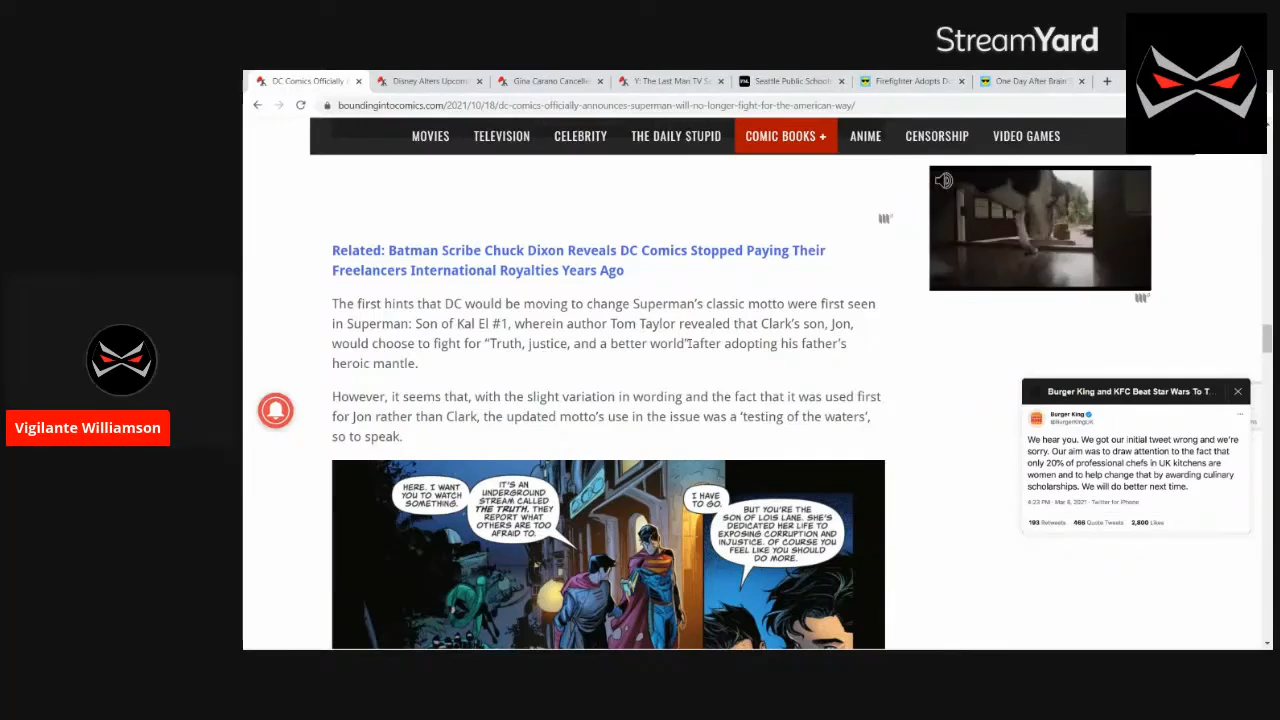 StreamYard
DC Comics Officially
Disney Alters Upcom
Gina Carano Cancelle
Y: The Last Man TV S
Seattle Public School
Firefighter Adopts D
One Day After Brain
boundingintocomics.com/2021/10/18/dc-comics-officially-announces-superman-will-no-longer-fight-for-the-american-way/
MOVIES TELEVISION CELEBRITY THE DAILY STUPID COMIC BOOKS + ANIME CENSORSHIP VIDEO GAMES
Related: Batman Scribe Chuck Dixon Reveals DC Comics Stopped Paying Their
Freelancers International Royalties Years Ago
The first hints that DC would be moving to change Superman's classic motto were first seen
in Superman: Son of Kal El #1, wherein author Tom Taylor revealed that Clark's son, Jon,
would choose to fight for “Truth, justice, and a better world” after adopting his father's
heroic mantle.
However, it seems that, with the slight variation in wording and the fact that it was used first
for Jon rather than Clark, the updated motto's use in the issue was a ‘testing of the waters’,
so to speak.
HERE. I WANT
YOU TO WATCH
SOMETHING.
IT'S AN
UNDERGROUND
STREAM CALLED
THE TRUTH. THEY
REPORT WHAT
OTHERS ARE TOO
AFRAID TO.
I HAVE
TO GO.
BUT YOU'RE THE
SON OF LOIS LANE. SHE'S
DEDICATED HER LIFE TO
EXPOSING CORRUPTION AND
INJUSTICE. OF COURSE YOU
FEEL LIKE YOU SHOULD
DO MORE.
Burger King and KFC Beat Star Wars To T...
Burger King
@BurgerKingUK
We hear you. We got our initial tweet wrong and we're
sorry. Our aim was to draw attention to the fact that
only 20% of professional chefs in UK kitchens are
women and to help change that by awarding culinary
scholarships. We will do better next time.
4:23 PM · Mar 8, 2021 · Twitter for iPhone
193 Retweets 466 Quote Tweets 2,800 Likes
Vigilante Williamson